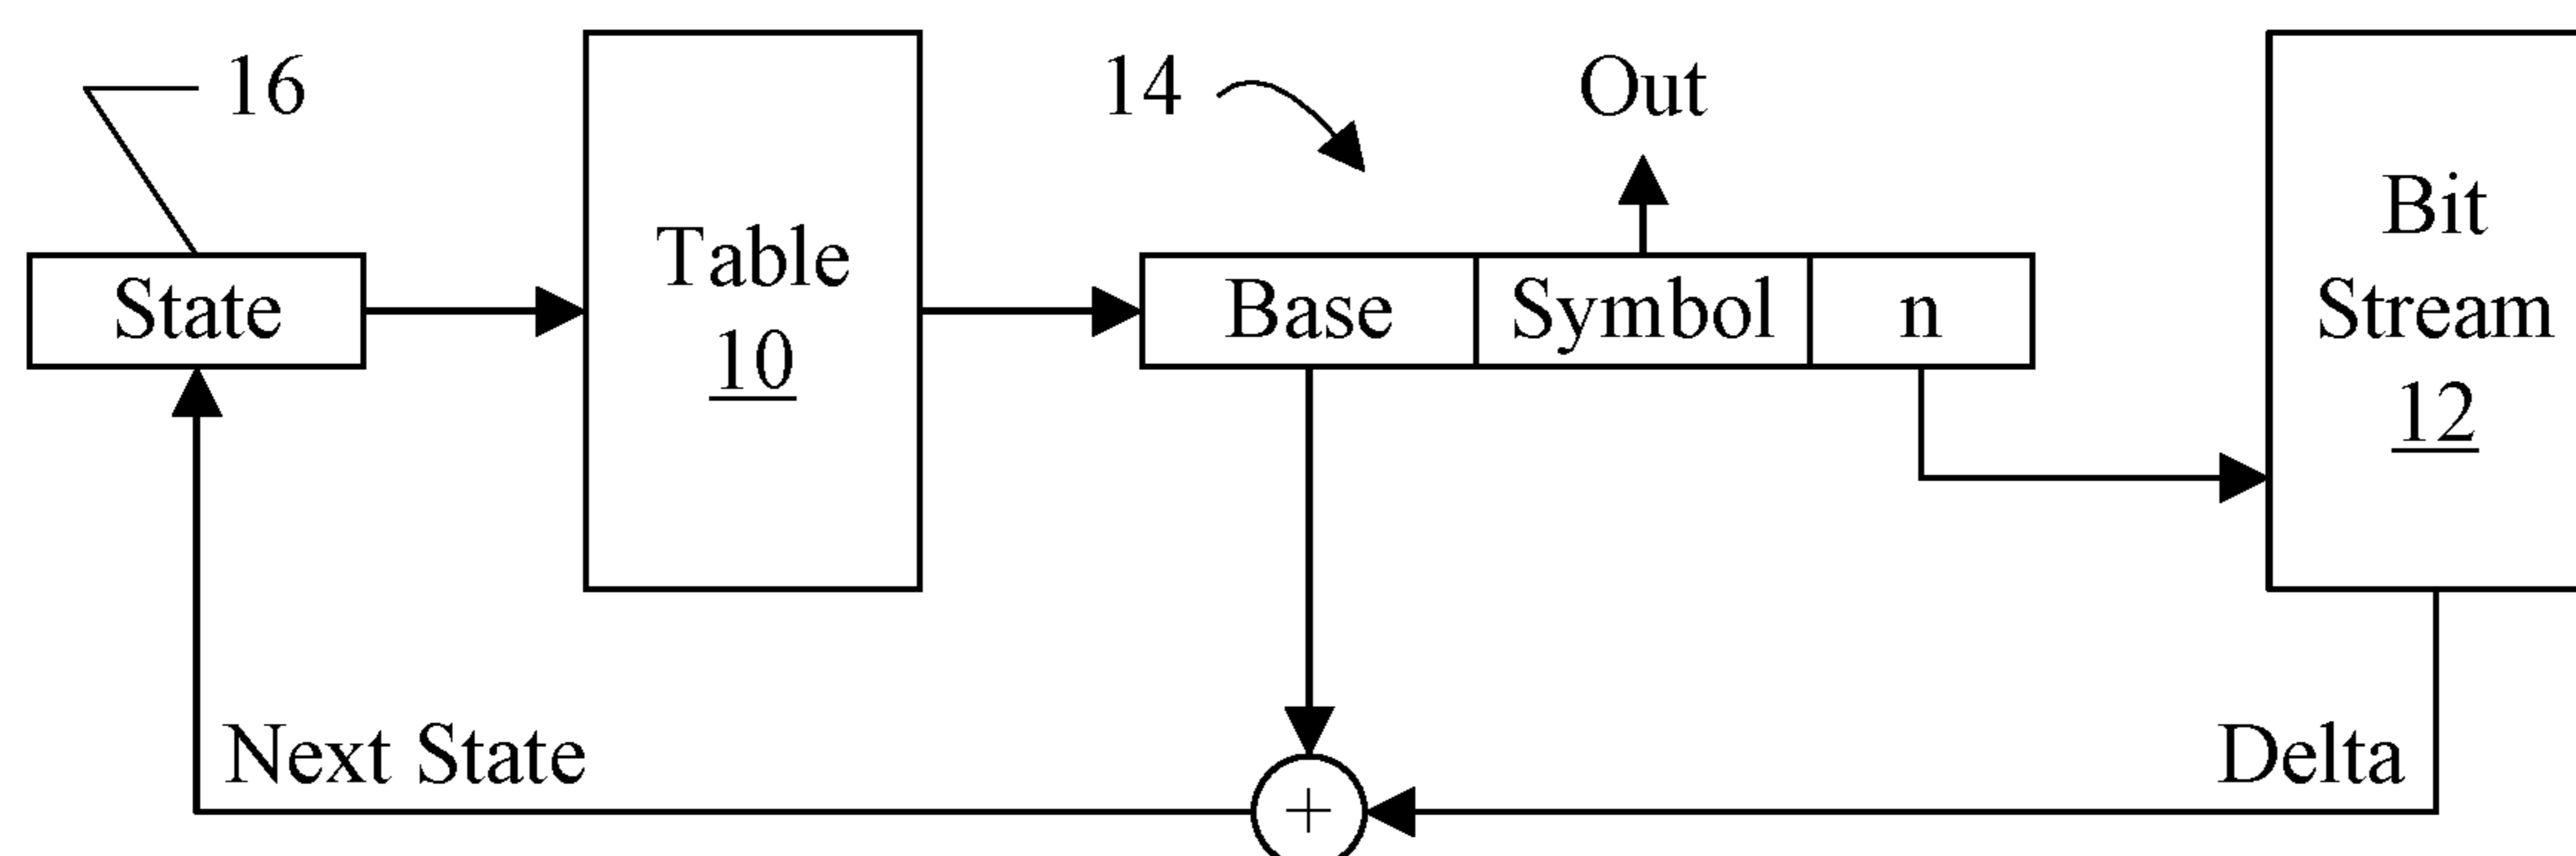 16
State
Table
10
14
Out
Base
Symbol
n
Bit
Stream
12
Next State
+
Delta